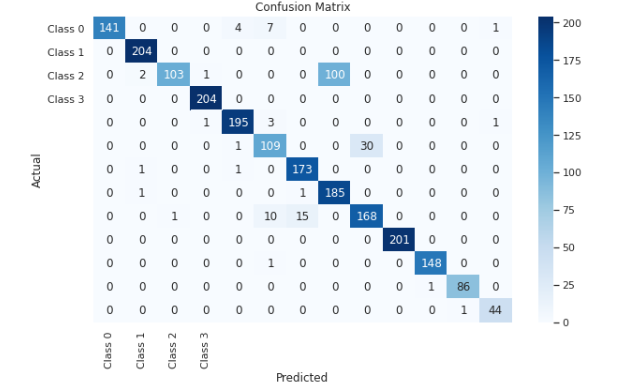 Confusion Matrix
Class 0 141 0 0 0 4 7 0 0 0 0 0 0 1
Class 1 0 204 0 0 0 0 0 0 0 0 0 0 0
Class 2 0 2 103 1 0 0 0 100 0 0 0 0 0
Class 3 0 0 0 204 0 0 0 0 0 0 0 0 0
0 0 0 1 195 3 0 0 0 0 0 0 1
0 0 0 0 1 109 0 0 30 0 0 0 0
0 1 0 0 1 0 173 0 0 0 0 0 0
0 1 0 0 0 0 1 185 0 0 0 0 0
0 0 1 0 0 10 15 0 168 0 0 0 0
0 0 0 0 0 0 0 0 0 201 0 0 0
0 0 0 0 0 1 0 0 0 0 148 0 0
0 0 0 0 0 0 0 0 0 0 1 86 0
0 0 0 0 0 0 0 0 0 0 0 1 44
Actual
Class 0 Class 1 Class 2 Class 3
Predicted
200
175
150
125
100
75
50
25
0